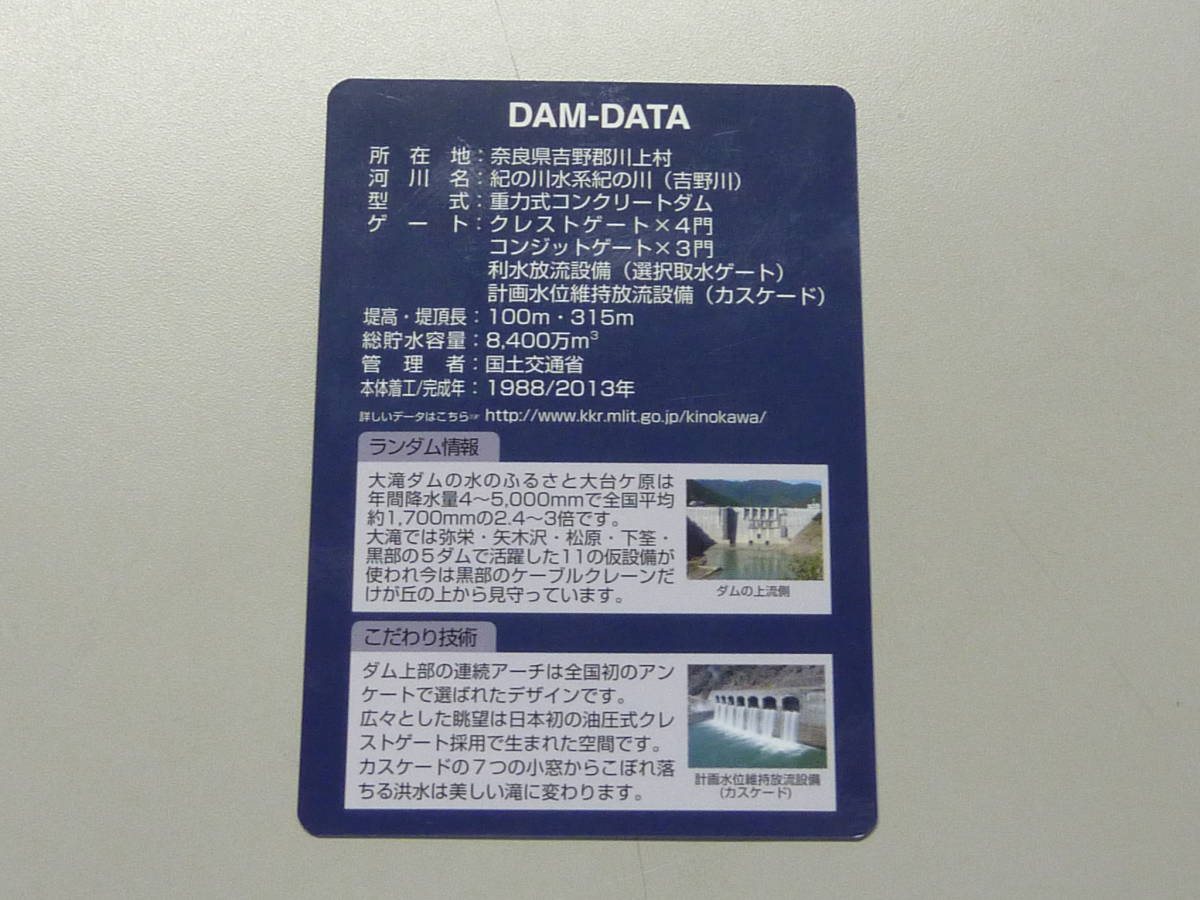 DAM-DATA
所在地：奈良県吉野郡川上村
河川名：紀の川水系紀の川（吉野川）
型式：重力式コンクリートダム
ゲート：クレストゲート×４門
コンジットゲート×３門
利水放流設備（選択取水ゲート）
計画水位維持放流設備（カスケード）
堤高・堤頂長：100m・315m
総貯水容量：8,400万m³
管理者：国土交通省
本体着工/完成年：1988/2013年
詳しいデータはこちら☞ http://www.kkr.mlit.go.jp/kinokawa/
ランダム情報
大滝ダムの水のふるさと大台ケ原は
年間降水量4～5,000mmで全国平均
約1,700mmの2.4～3倍です。
大滝では弥栄・矢木沢・松原・下筌・
黒部の５ダムで活躍した11の仮設備が
使われ今は黒部のケーブルクレーンだ
けが丘の上から見守っています。
ダムの上流側
こだわり技術
ダム上部の連続アーチは全国初のアン
ケートで選ばれたデザインです。
広々とした眺望は日本初の油圧式クレ
ストゲート採用で生まれた空間です。
カスケードの７つの小窓からこぼれ落
ちる洪水は美しい滝に変わります。
計画水位維持放流設備
（カスケード）